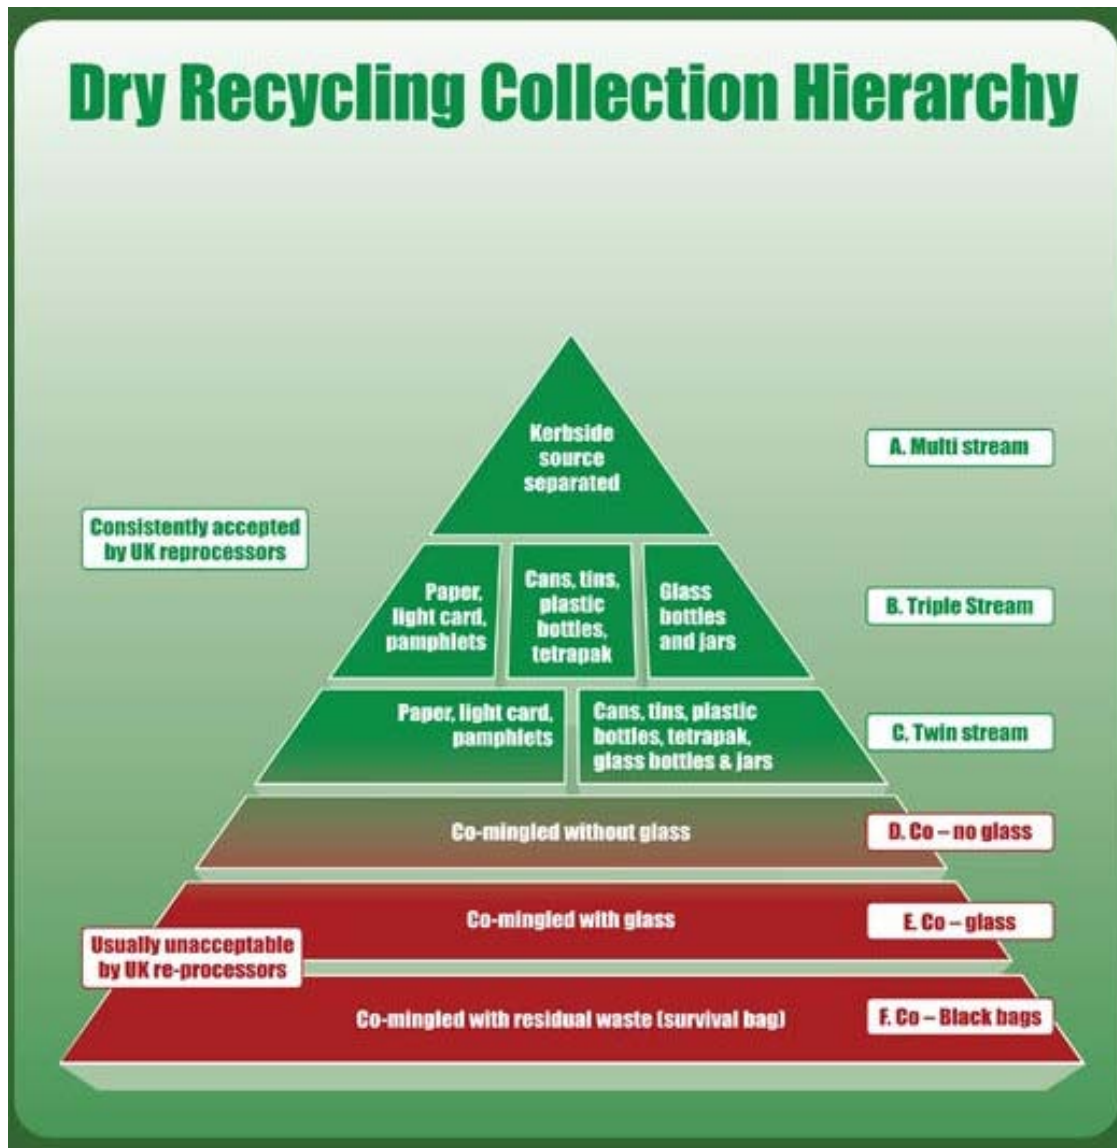 Dry Recycling Collection Hierarchy
Kerbside
source
separated
A. Multi stream
Consistently accepted
by UK reprocessors
Paper,
light card,
pamphlets
Cans, tins,
plastic
bottles,
tetrapak
Glass
bottles
and jars
B. Triple Stream
Paper, light card,
pamphlets
Cans, tins, plastic
bottles, tetrapak,
glass bottles & jars
C. Twin stream
Co-mingled without glass
D. Co – no glass
Co-mingled with glass
E. Co – glass
Usually unacceptable
by UK re-processors
Co-mingled with residual waste (survival bag)
F. Co – Black bags